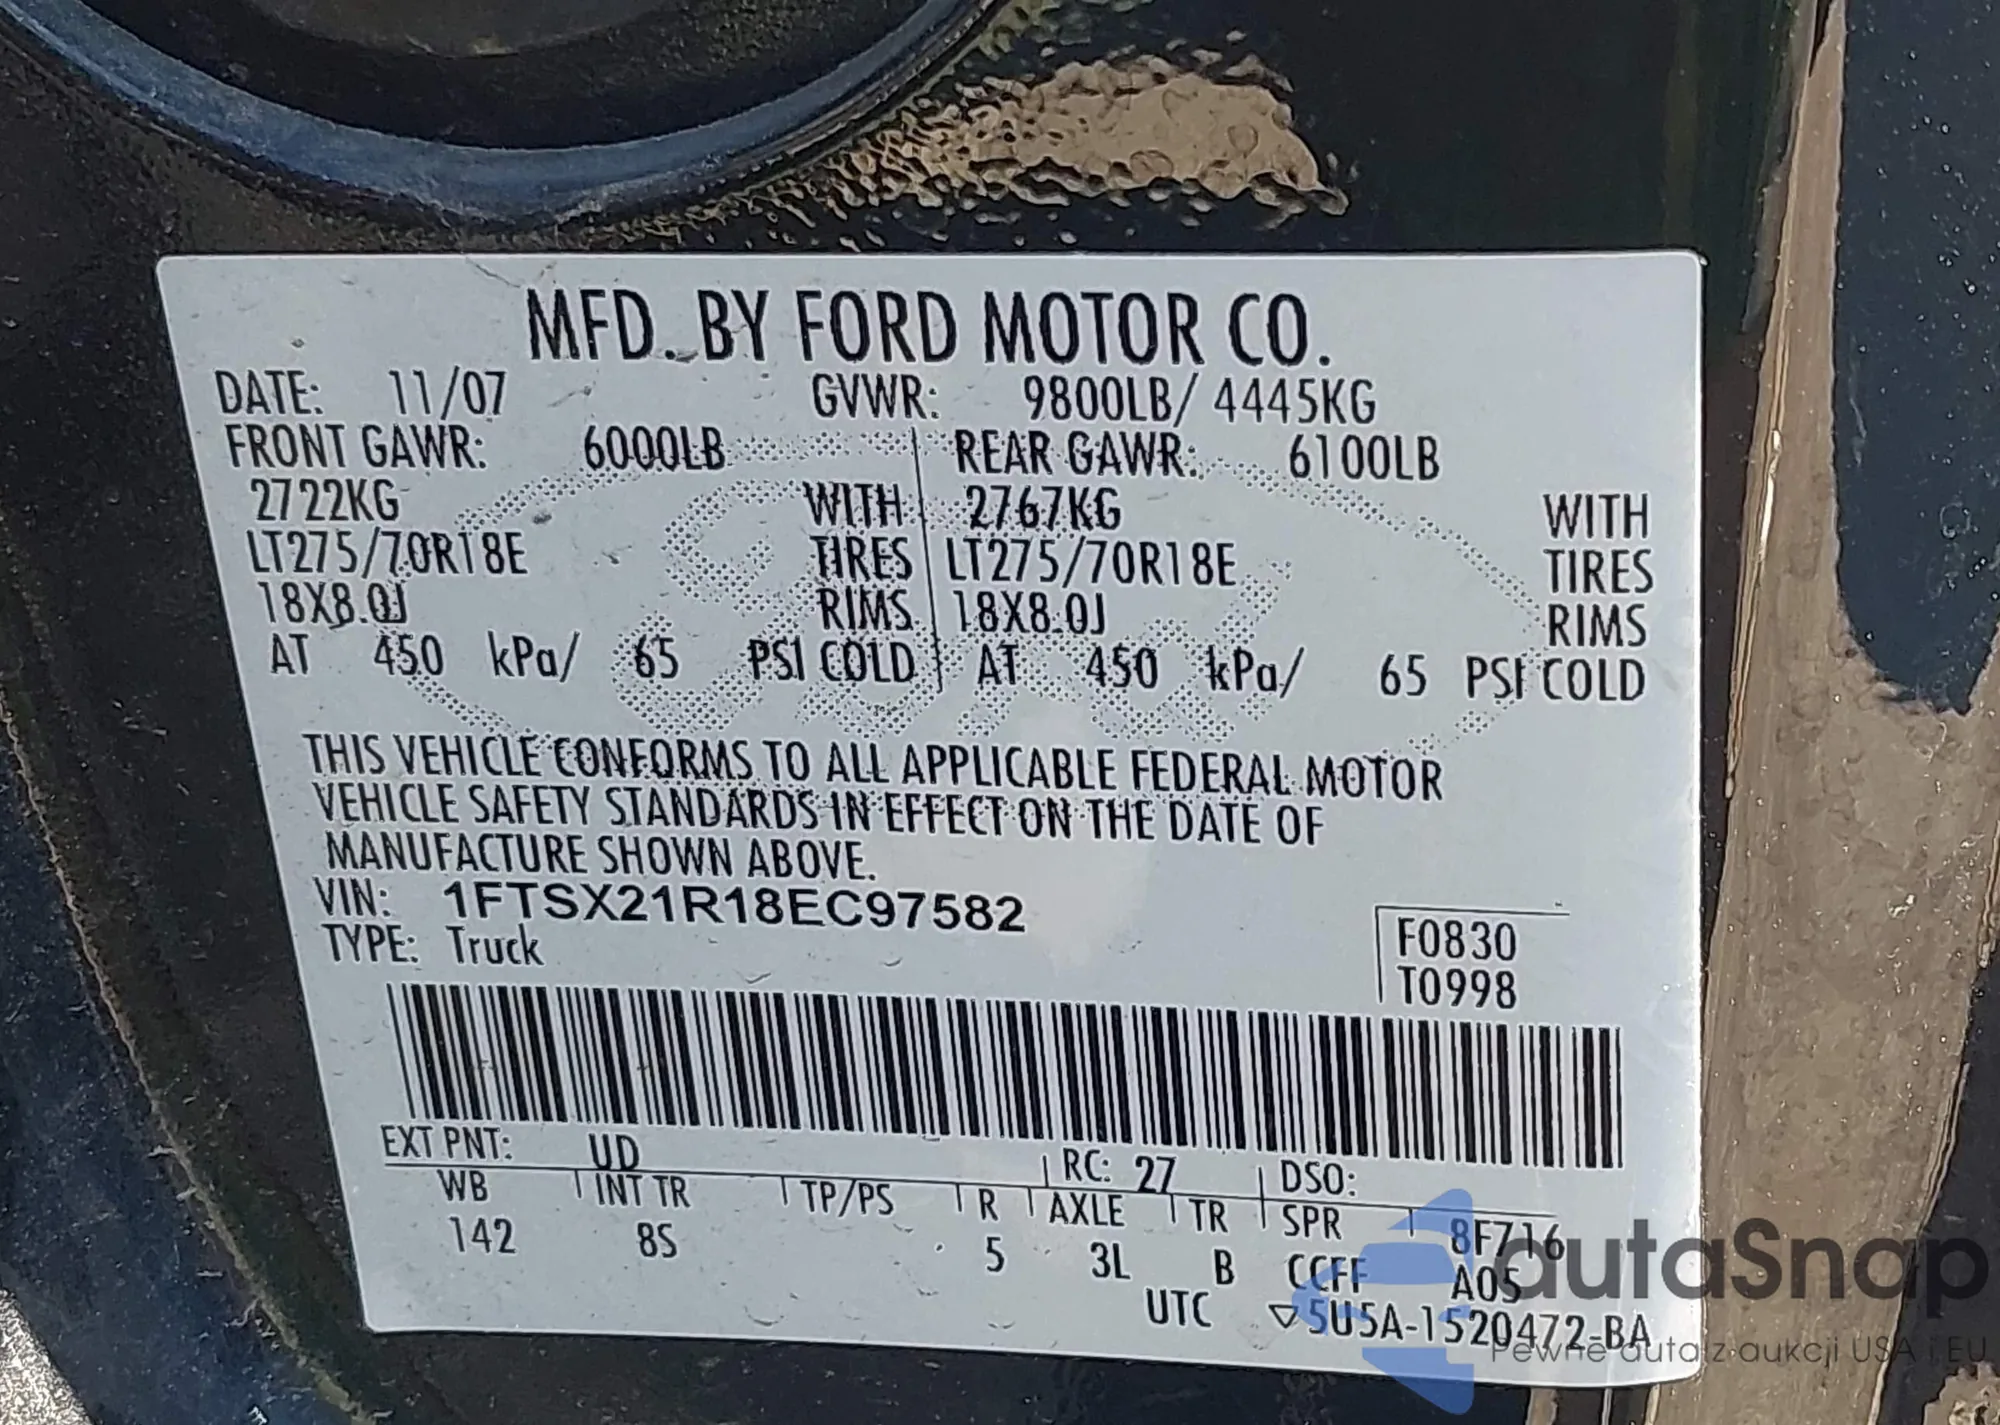 MFD. BY FORD MOTOR CO.
DATE: 11/07 GVWR: 9800LB/ 4445KG
FRONT GAWR: 6000LB REAR GAWR: 6100LB
2722KG WITH 2767KG WITH
LT275/70R18E TIRES LT275/70R18E TIRES
18X8.0J RIMS 18X8.0J RIMS
AT 450 kPa/ 65 PSI COLD AT 450 kPa/ 65 PSI COLD
THIS VEHICLE CONFORMS TO ALL APPLICABLE FEDERAL MOTOR
VEHICLE SAFETY STANDARDS IN EFFECT ON THE DATE OF
MANUFACTURE SHOWN ABOVE.
VIN: 1FTSX21R18EC97582
TYPE: Truck
F0830
T0998
EXT PNT: UD RC: 27 DSO:
WB INT TR TP/PS R AXLE TR SPR 8F716
142 8S 5 3L B CCFF A05
UTC ▽5U5A-1520472-BA
autaSnap
Pewne auta z aukcji USA i EU